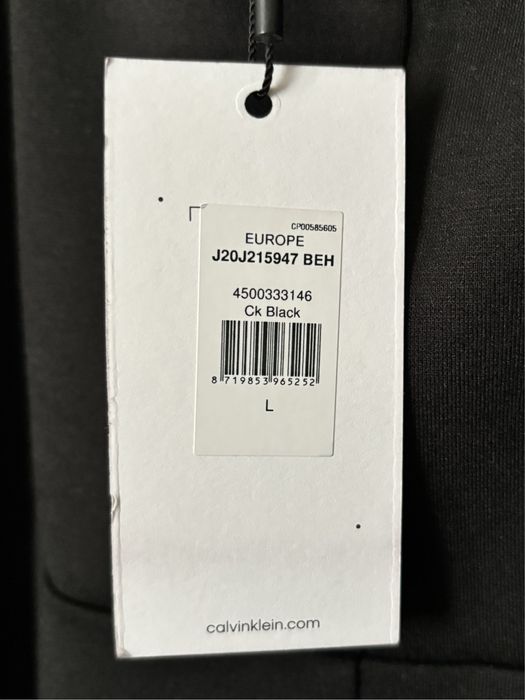 CP00585605
EUROPE
J20J215947 BEH
4500333146
Ck Black
8 719853 965252
L
calvinklein.com